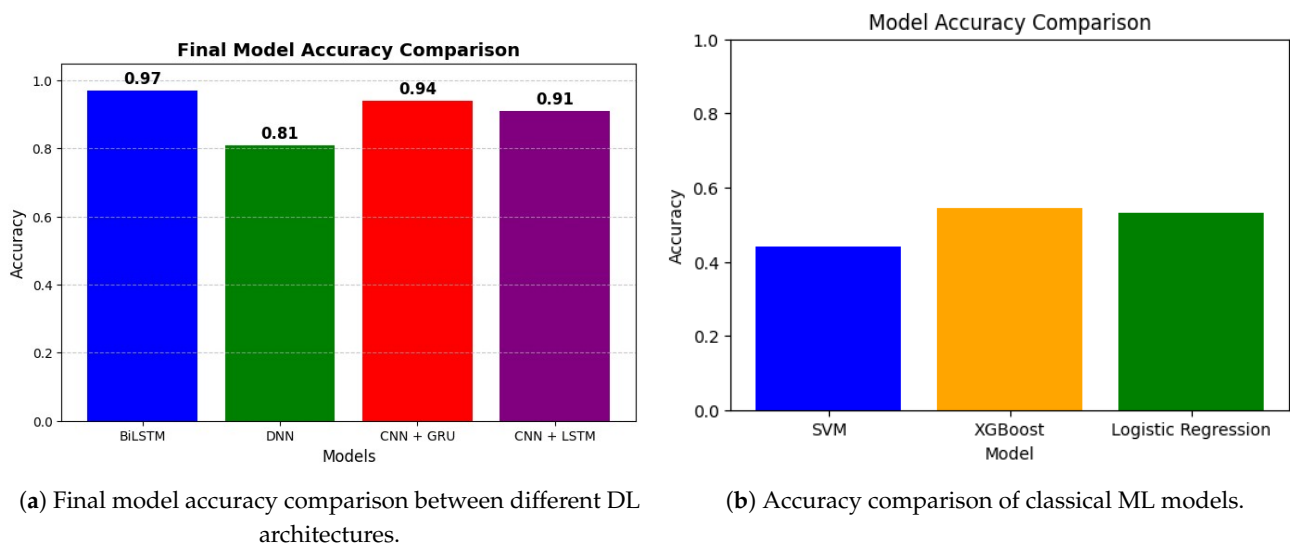 Final Model Accuracy Comparison
Accuracy
1.0
0.8
0.6
0.4
0.2
0.0
0.97
0.81
0.94
0.91
BiLSTM
DNN
CNN + GRU
CNN + LSTM
Models
(a) Final model accuracy comparison between different DL
architectures.
Model Accuracy Comparison
Accuracy
1.0
0.8
0.6
0.4
0.2
0.0
SVM
XGBoost
Logistic Regression
Model
(b) Accuracy comparison of classical ML models.